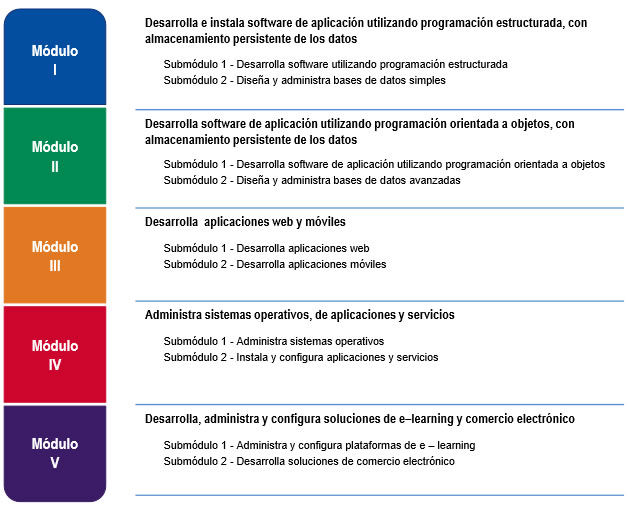 Módulo
I
Desarrolla e instala software de aplicación utilizando programación estructurada, con
almacenamiento persistente de los datos
Submódulo 1 - Desarrolla software utilizando programación estructurada
Submódulo 2 - Diseña y administra bases de datos simples
Módulo
II
Desarrolla software de aplicación utilizando programación orientada a objetos, con
almacenamiento persistente de los datos
Submódulo 1 - Desarrolla software de aplicación utilizando programación orientada a objetos
Submódulo 2 - Diseña y administra bases de datos avanzadas
Módulo
III
Desarrolla aplicaciones web y móviles
Submódulo 1 - Desarrolla aplicaciones web
Submódulo 2 - Desarrolla aplicaciones móviles
Módulo
IV
Administra sistemas operativos, de aplicaciones y servicios
Submódulo 1 - Administra sistemas operativos
Submódulo 2 - Instala y configura aplicaciones y servicios
Módulo
V
Desarrolla, administra y configura soluciones de e–learning y comercio electrónico
Submódulo 1 - Administra y configura plataformas de e – learning
Submódulo 2 - Desarrolla soluciones de comercio electrónico